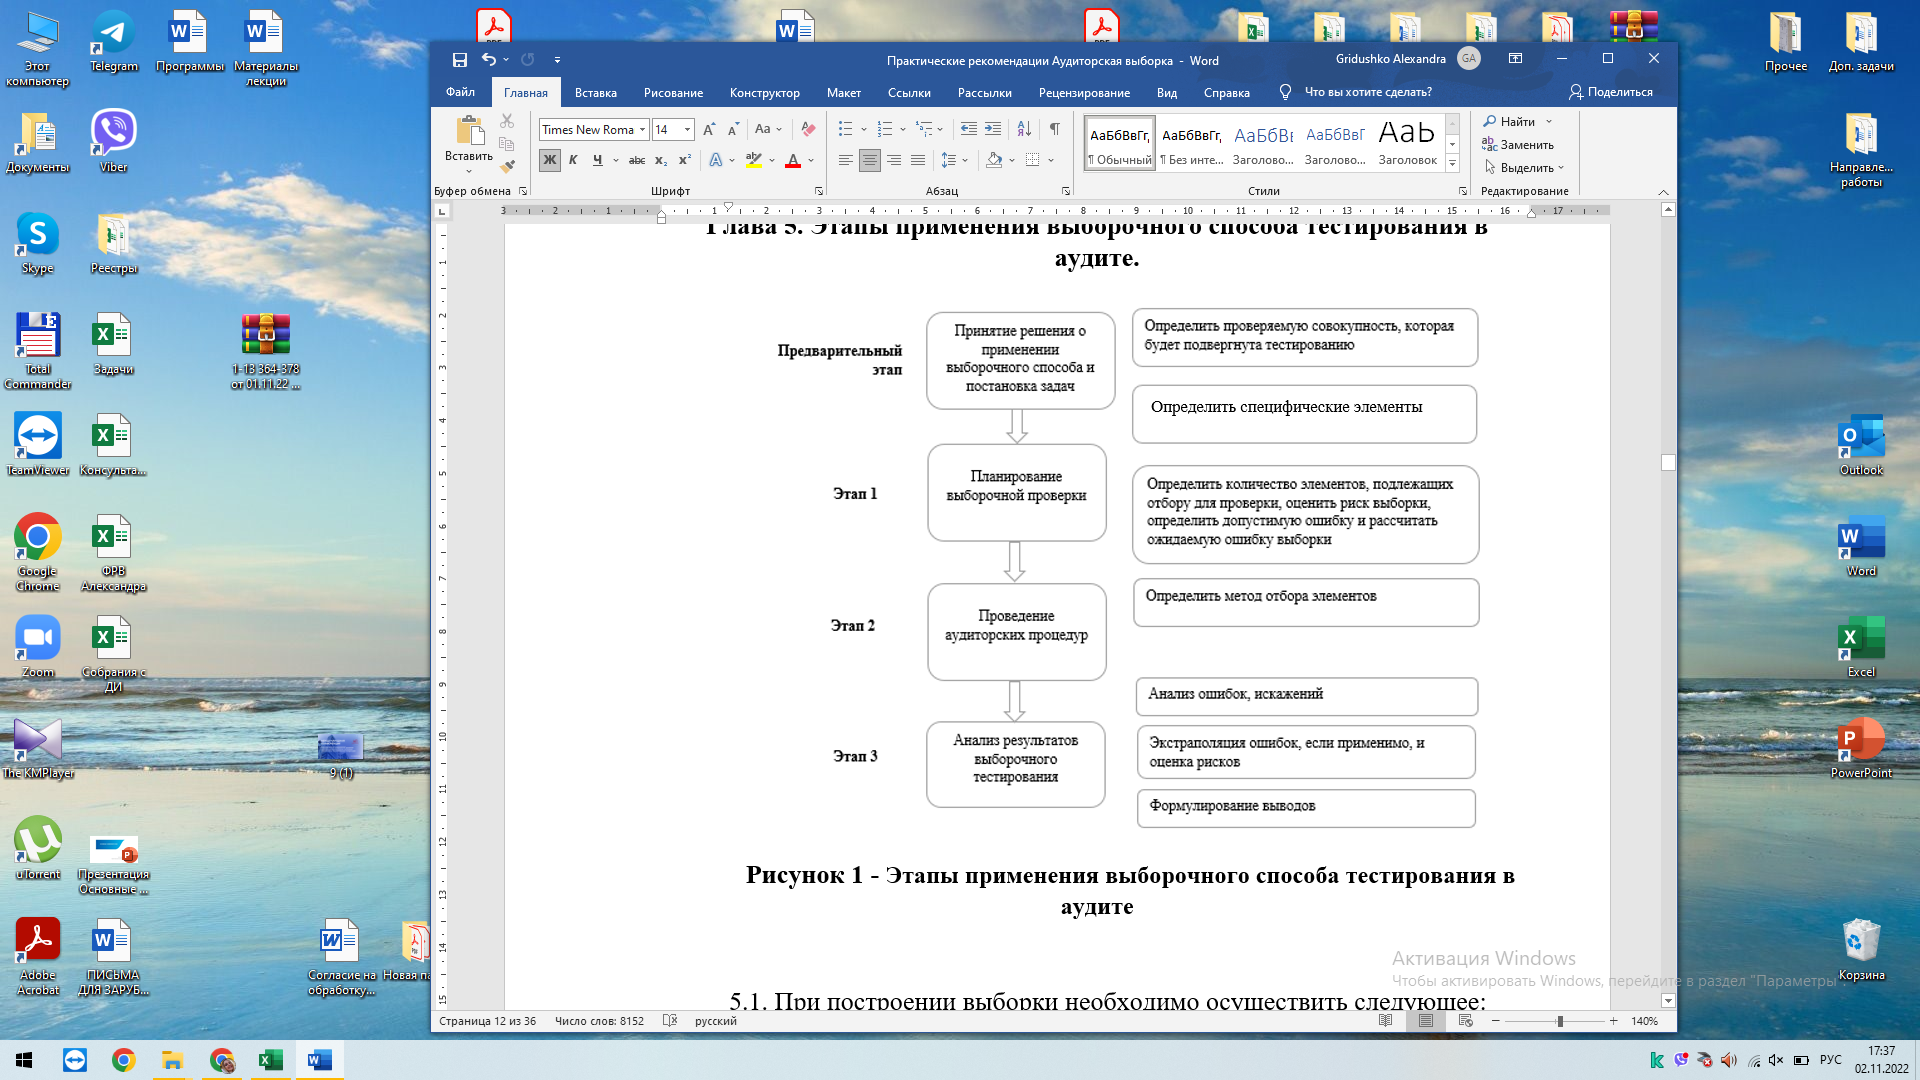 Этот
компьютер
Telegram
Программы
Материалы
лекции
Прочее
Доп. задачи
Документы
Viber
Направле...
работы
Skype
Реестры
Total
Commander
Задачи
1-13 364-378
от 01.11.22 ...
TeamViewer
Консульта...
Outlook
Google
Chrome
ФРВ
Александра
Word
Zoom
Собрания с
ДИ
Excel
The KMPlayer
9 (1)
PowerPoint
uTorrent
Презентация
Основные ...
Adobe
Acrobat
ПИСЬМА
ДЛЯ ЗАРУБ...
Согласие на
обработку...
Новая па
Корзина
Практические рекомендации Аудиторская выборка - Word
Gridushko Alexandra
GA
Файл
Главная
Вставка
Рисование
Конструктор
Макет
Ссылки
Рассылки
Рецензирование
Вид
Справка
Что вы хотите сделать?
Поделиться
Вставить
Буфер обмена
Times New Roma
14
Шрифт
Абзац
АаБбВвГг,
¶ Обычный
АаБбВвГг,
¶ Без инте...
АаБбВв
Заголово...
АаБбВвГ
Заголово...
АаЬ
Заголовок
Стили
Найти
Заменить
Выделить
Редактирование
Глава 5. Этапы применения выборочного способа тестирования в
аудите.
Предварительный
этап
Принятие решения о
применении
выборочного способа и
постановка задач
Определить проверяемую совокупность, которая
будет подвергнута тестированию
Определить специфические элементы
Этап 1
Планирование
выборочной проверки
Определить количество элементов, подлежащих
отбору для проверки, оценить риск выборки,
определить допустимую ошибку и рассчитать
ожидаемую ошибку выборки
Этап 2
Проведение
аудиторских процедур
Определить метод отбора элементов
Этап 3
Анализ результатов
выборочного
тестирования
Анализ ошибок, искажений
Экстраполяция ошибок, если применимо, и
оценка рисков
Формулирование выводов
Рисунок 1 - Этапы применения выборочного способа тестирования в
аудите
5.1. При построении выборки необходимо осуществить следующее:
Активация Windows
Чтобы активировать Windows, перейдите в раздел "Параметры".
Страница 12 из 36
Число слов: 8152
русский
140%
РУС
17:37
02.11.2022